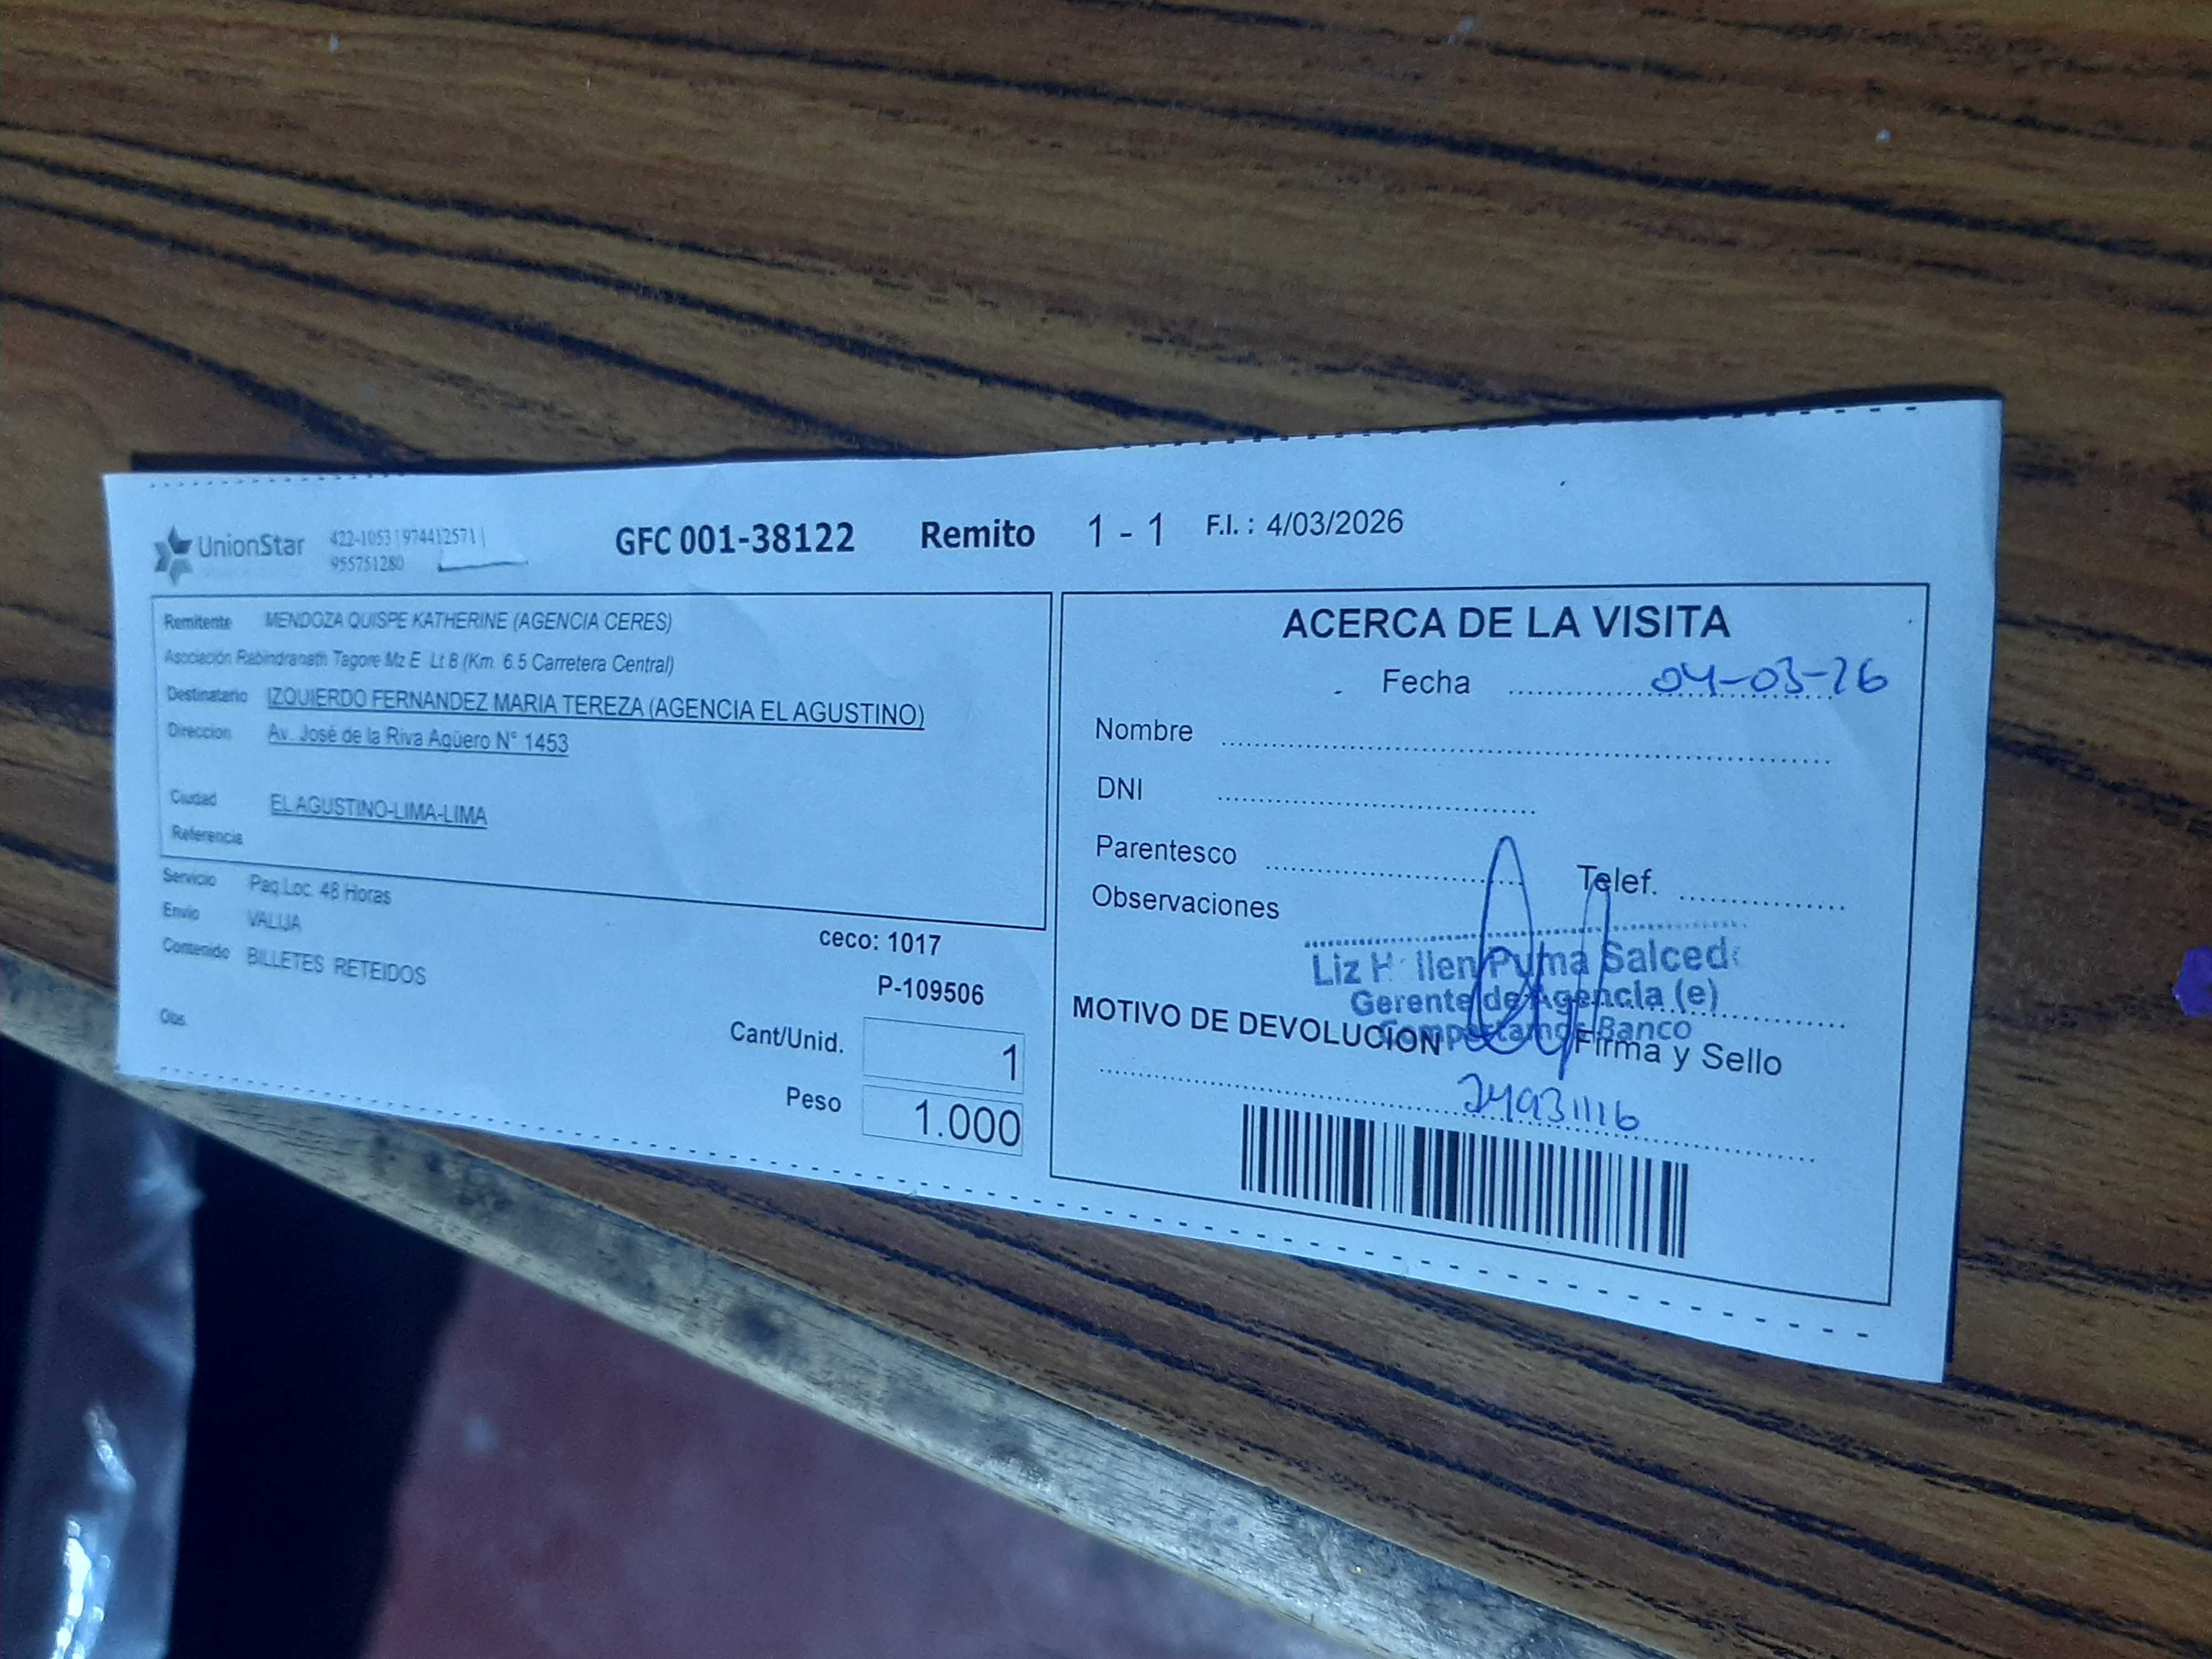 UnionStar
422-1053|974412571|
955751280
GFC 001-38122 Remito 1 - 1 F.I. : 4/03/2026
Remitente MENDOZA QUISPE KATHERINE (AGENCIA CERES)
Asociación Rabindranath Tagore Mz E Lt 8 (Km. 6.5 Carretera Central)
Destinatario IZQUIERDO FERNANDEZ MARIA TEREZA (AGENCIA EL AGUSTINO)
Direccion Av. José de la Riva Agüero N° 1453
Ciudad EL AGUSTINO-LIMA-LIMA
Referencia
Servicio Paq.Loc. 48 Horas
Envio VALIJA
Contenido BILLETES RETEIDOS
Obs.
ceco: 1017
P-109506
Cant/Unid. 1
Peso 1.000
ACERCA DE LA VISITA
Fecha 04-03-26
Nombre
DNI
Parentesco Telef.
Observaciones
Liz Puma Salcedo
Gerente de Agencia (e)
Compartamos Banco
MOTIVO DE DEVOLUCION Firma y Sello
24931116